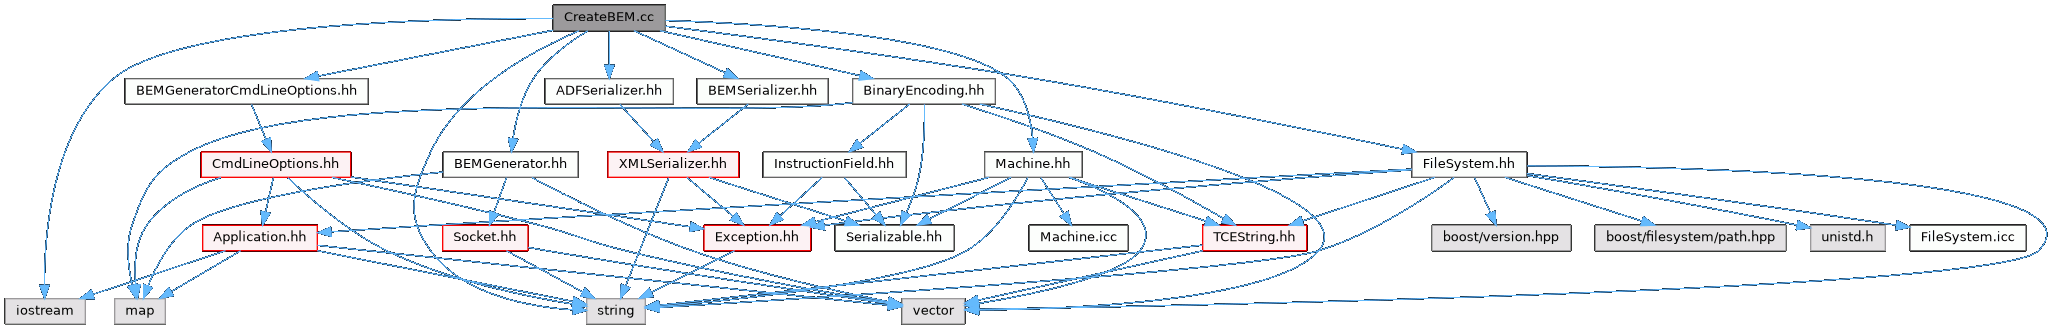 CreateBEM.cc
BEMGeneratorCmdLineOptions.hh
ADFSerializer.hh
BEMSerializer.hh
BinaryEncoding.hh
CmdLineOptions.hh
BEMGenerator.hh
XMLSerializer.hh
InstructionField.hh
Machine.hh
FileSystem.hh
Application.hh
Socket.hh
Exception.hh
Serializable.hh
Machine.icc
TCEString.hh
boost/version.hpp
boost/filesystem/path.hpp
unistd.h
FileSystem.icc
iostream
map
string
vector